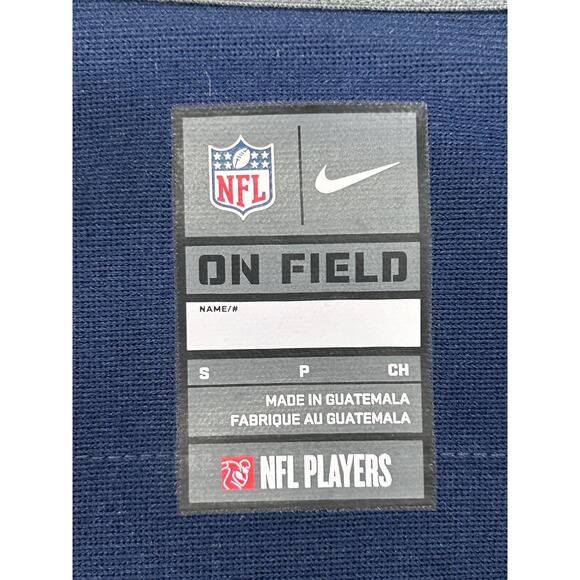 NFL
ON FIELD
NAME/#
S P CH
MADE IN GUATEMALA
FABRIQUE AU GUATEMALA
NFL PLAYERS